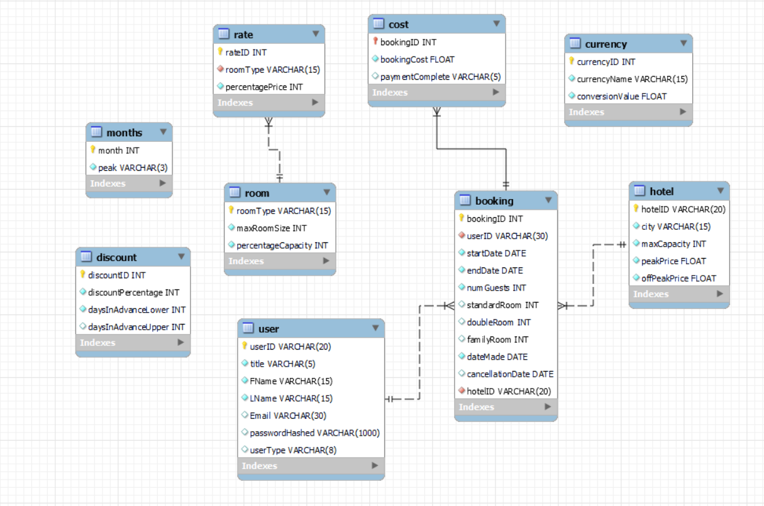 rate
rateID INT
roomType VARCHAR(15)
percentagePrice INT
Indexes
cost
bookingID INT
bookingCost FLOAT
paymentComplete VARCHAR(5)
Indexes
currency
currencyID INT
currencyName VARCHAR(15)
conversionValue FLOAT
Indexes
months
month INT
peak VARCHAR(3)
Indexes
room
roomType VARCHAR(15)
maxRoomSize INT
percentageCapacity INT
Indexes
booking
bookingID INT
userID VARCHAR(30)
startDate DATE
endDate DATE
numGuests INT
standardRoom INT
doubleRoom INT
familyRoom INT
dateMade DATE
cancellationDate DATE
hotelID VARCHAR(20)
Indexes
hotel
hotelID VARCHAR(20)
city VARCHAR(15)
maxCapacity INT
peakPrice FLOAT
offPeakPrice FLOAT
Indexes
discount
discountID INT
discountPercentage INT
daysInAdvanceLower INT
daysInAdvanceUpper INT
Indexes
user
userID VARCHAR(20)
title VARCHAR(5)
FName VARCHAR(15)
LName VARCHAR(15)
Email VARCHAR(30)
passwordHashed VARCHAR(1000)
userType VARCHAR(8)
Indexes